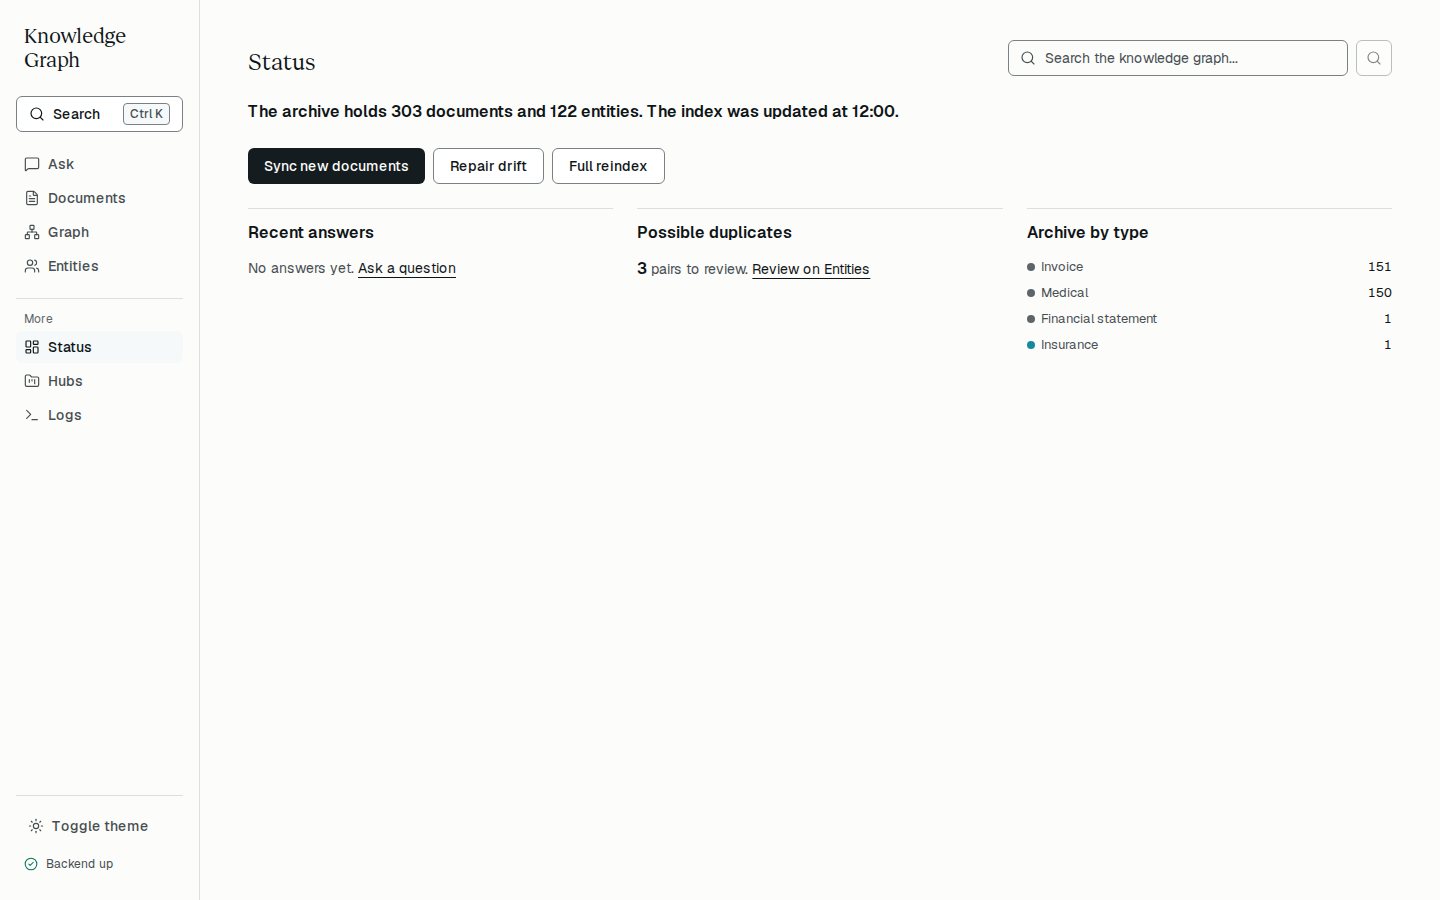 Knowledge
Graph
Search Ctrl K
Ask
Documents
Graph
Entities
More
Status
Hubs
Logs
Toggle theme
Backend up
Status
Search the knowledge graph...
The archive holds 303 documents and 122 entities. The index was updated at 12:00.
Sync new documents Repair drift Full reindex
Recent answers
No answers yet. Ask a question
Possible duplicates
3 pairs to review. Review on Entities
Archive by type
Invoice 151
Medical 150
Financial statement 1
Insurance 1